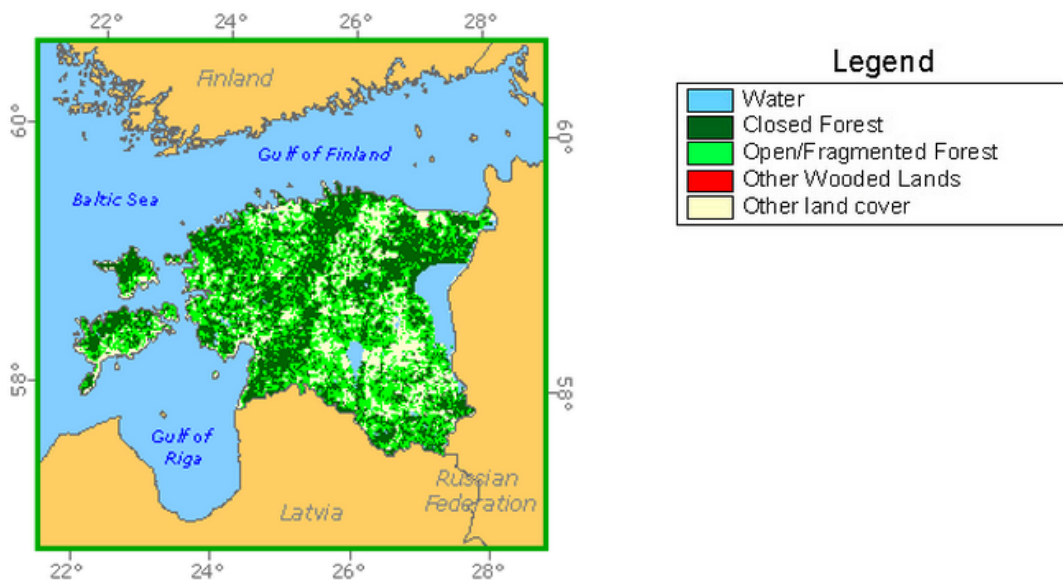 22° 24° 26° 28°
Finland
60°
60°
Gulf of Finland
Baltic Sea
58°
58°
Gulf of
Riga
Russian
Federation
Latvia
22° 24° 26° 28°
Legend
Water
Closed Forest
Open/Fragmented Forest
Other Wooded Lands
Other land cover